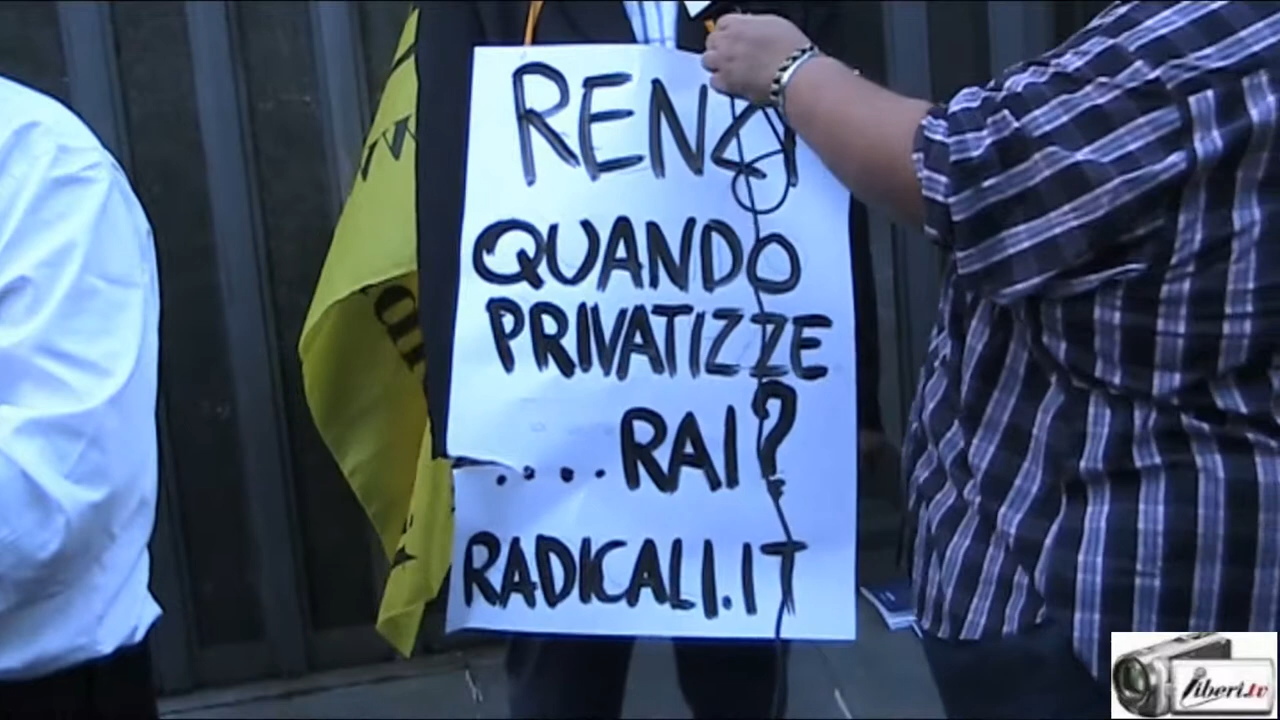 RENZI
QUANDO
PRIVATIZZE
....RAI?
RADICALI.IT
liberi.tv